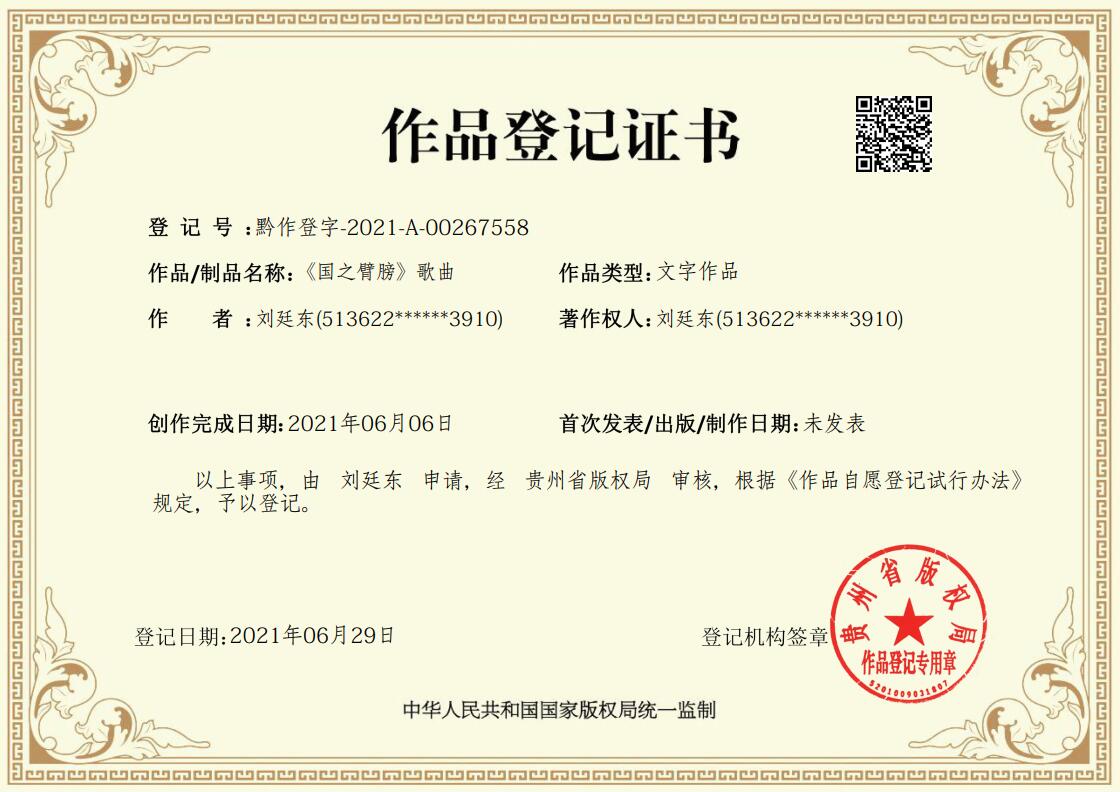 作品登记证书
登 记 号 :黔作登字-2021-A-00267558
作品/制品名称:《国之臂膀》歌曲 作品类型:文字作品
作 者 :刘廷东(513622******3910) 著作权人:刘廷东(513622******3910)
创作完成日期:2021年06月06日 首次发表/出版/制作日期:未发表
以上事项，由 刘廷东 申请，经 贵州省版权局 审核，根据《作品自愿登记试行办法》
规定，予以登记。
登记日期:2021年06月29日 登记机构签章
贵州省版权局
作品登记专用章
5201009031807
中华人民共和国国家版权局统一监制